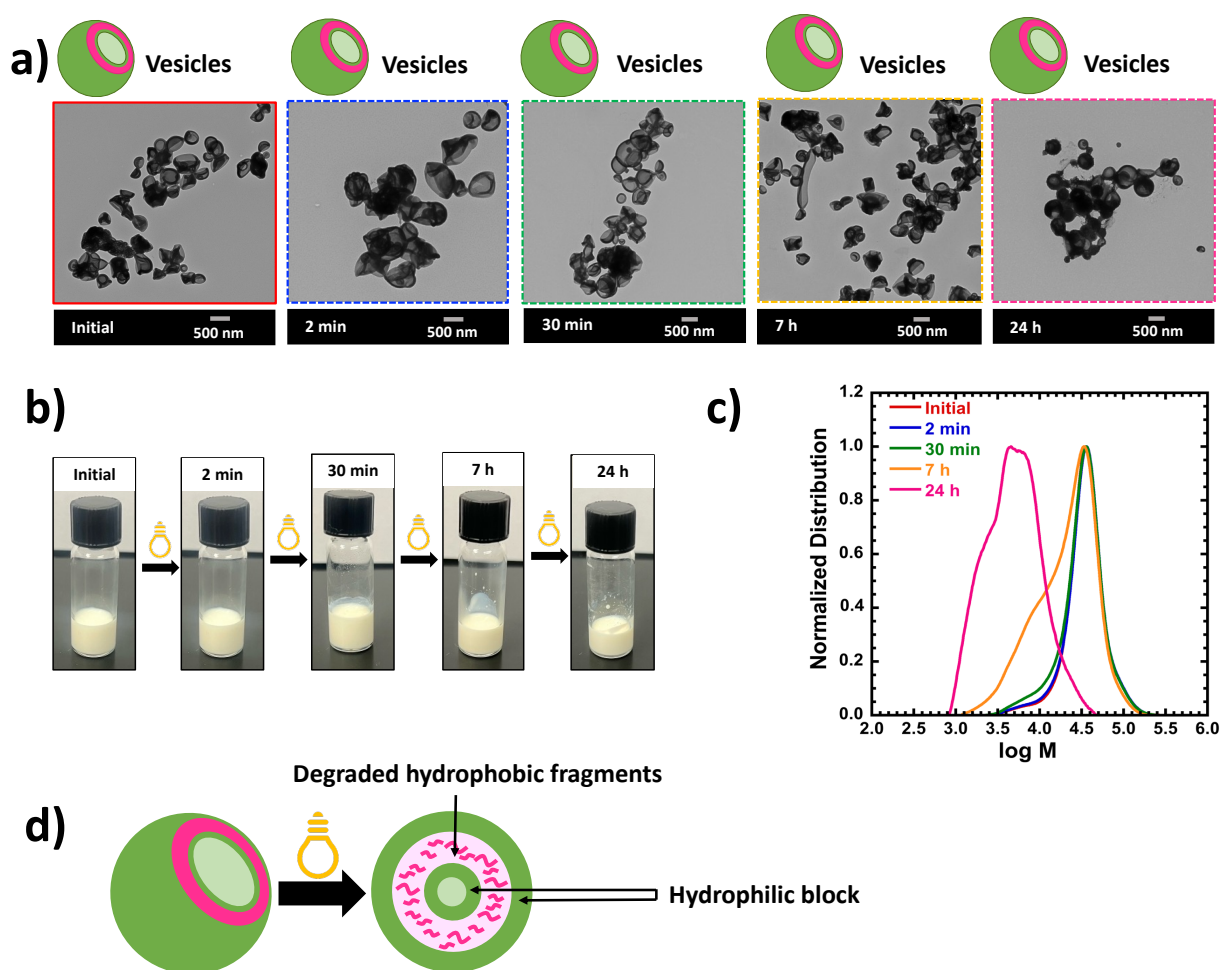 a)
Vesicles
Vesicles
Vesicles
Vesicles
Vesicles
Initial
500 nm
2 min
500 nm
30 min
500 nm
7 h
500 nm
24 h
500 nm
b)
Initial
2 min
30 min
7 h
24 h
c)
Normalized Distribution
1.2
1.0
0.8
0.6
0.4
0.2
0.0
Initial
2 min
30 min
7 h
24 h
2.0 2.5 3.0 3.5 4.0 4.5 5.0 5.5 6.0
log M
d)
Degraded hydrophobic fragments
Hydrophilic block